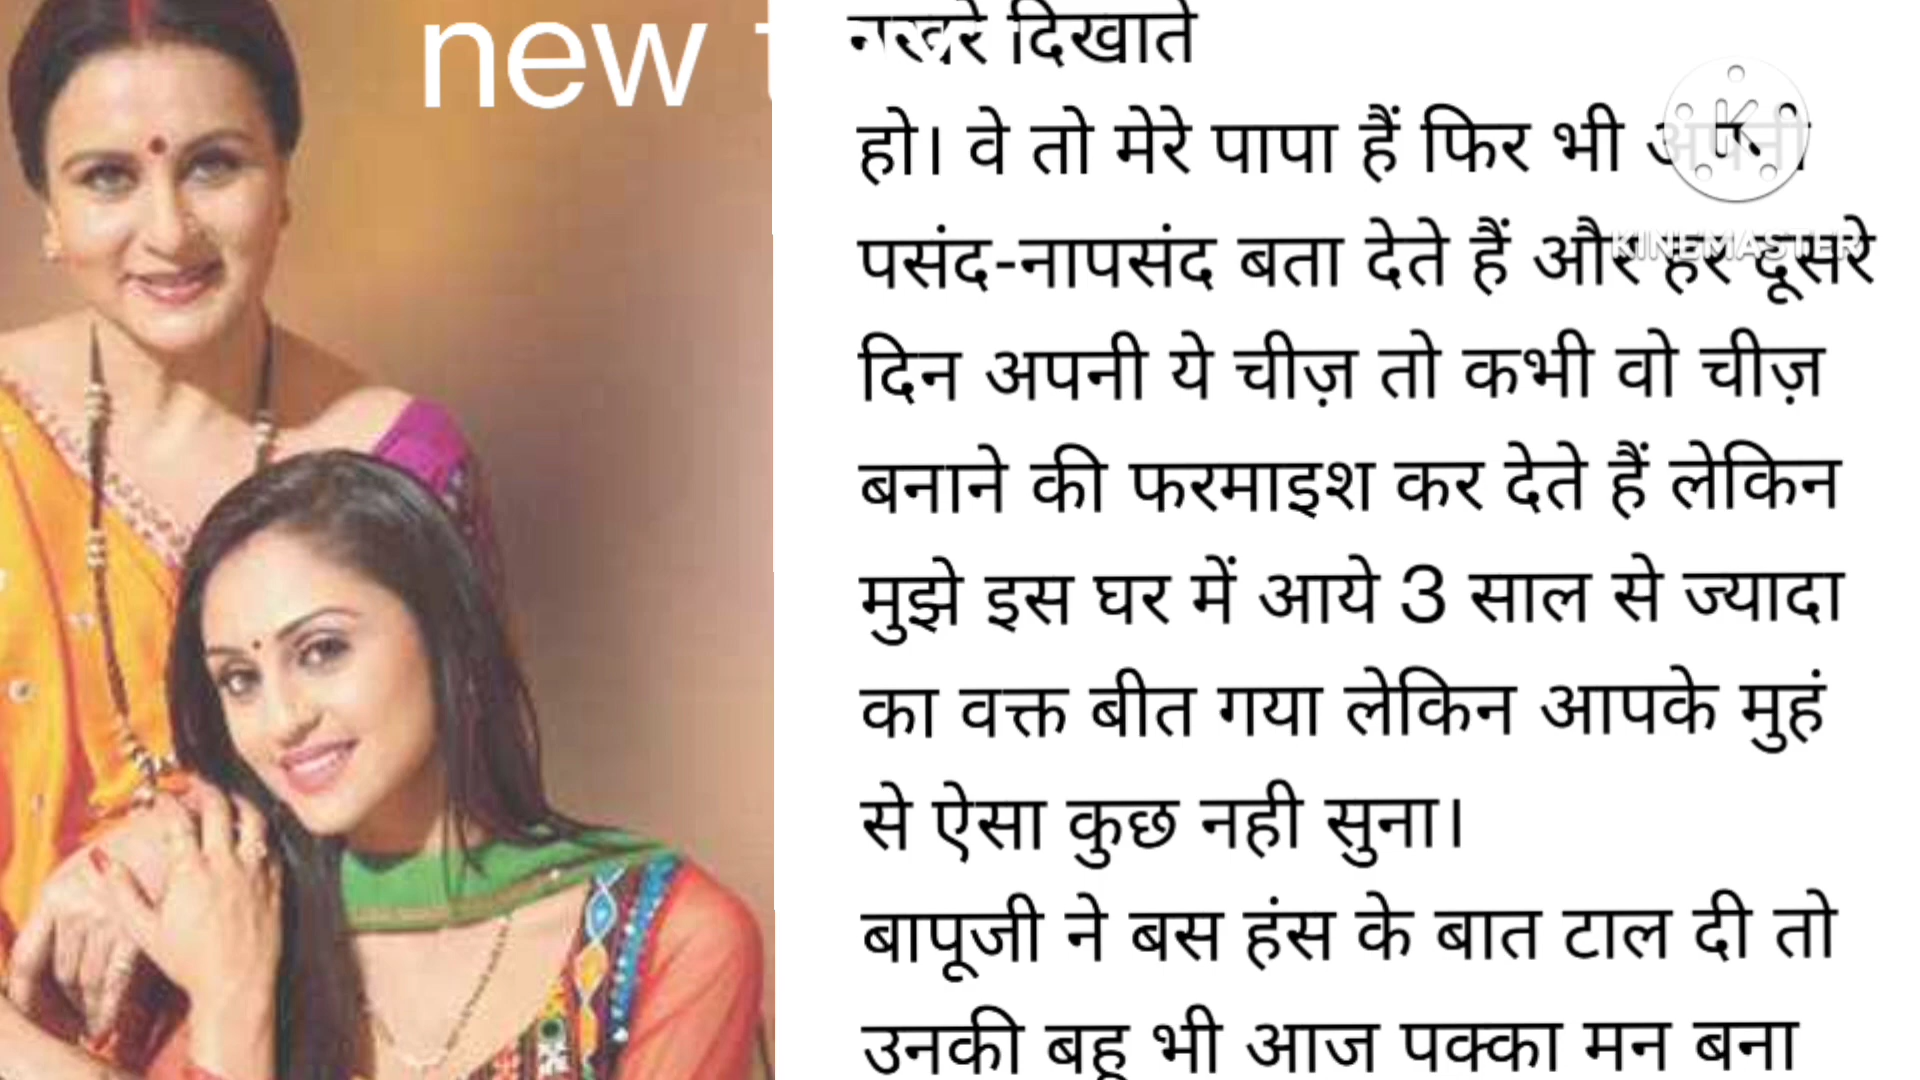 new
नखरे दिखाते
हो। वे तो मेरे पापा हैं फिर भी अपनी
पसंद-नापसंद बता देते हैं और हर दूसरे
दिन अपनी ये चीज़ तो कभी वो चीज़
बनाने की फरमाइश कर देते हैं लेकिन
मुझे इस घर में आये 3 साल से ज्यादा
का वक्त बीत गया लेकिन आपके मुहं
से ऐसा कुछ नही सुना।
बापूजी ने बस हंस के बात टाल दी तो
उनकी बहू भी आज पक्का मन बना
K
KINEMASTER